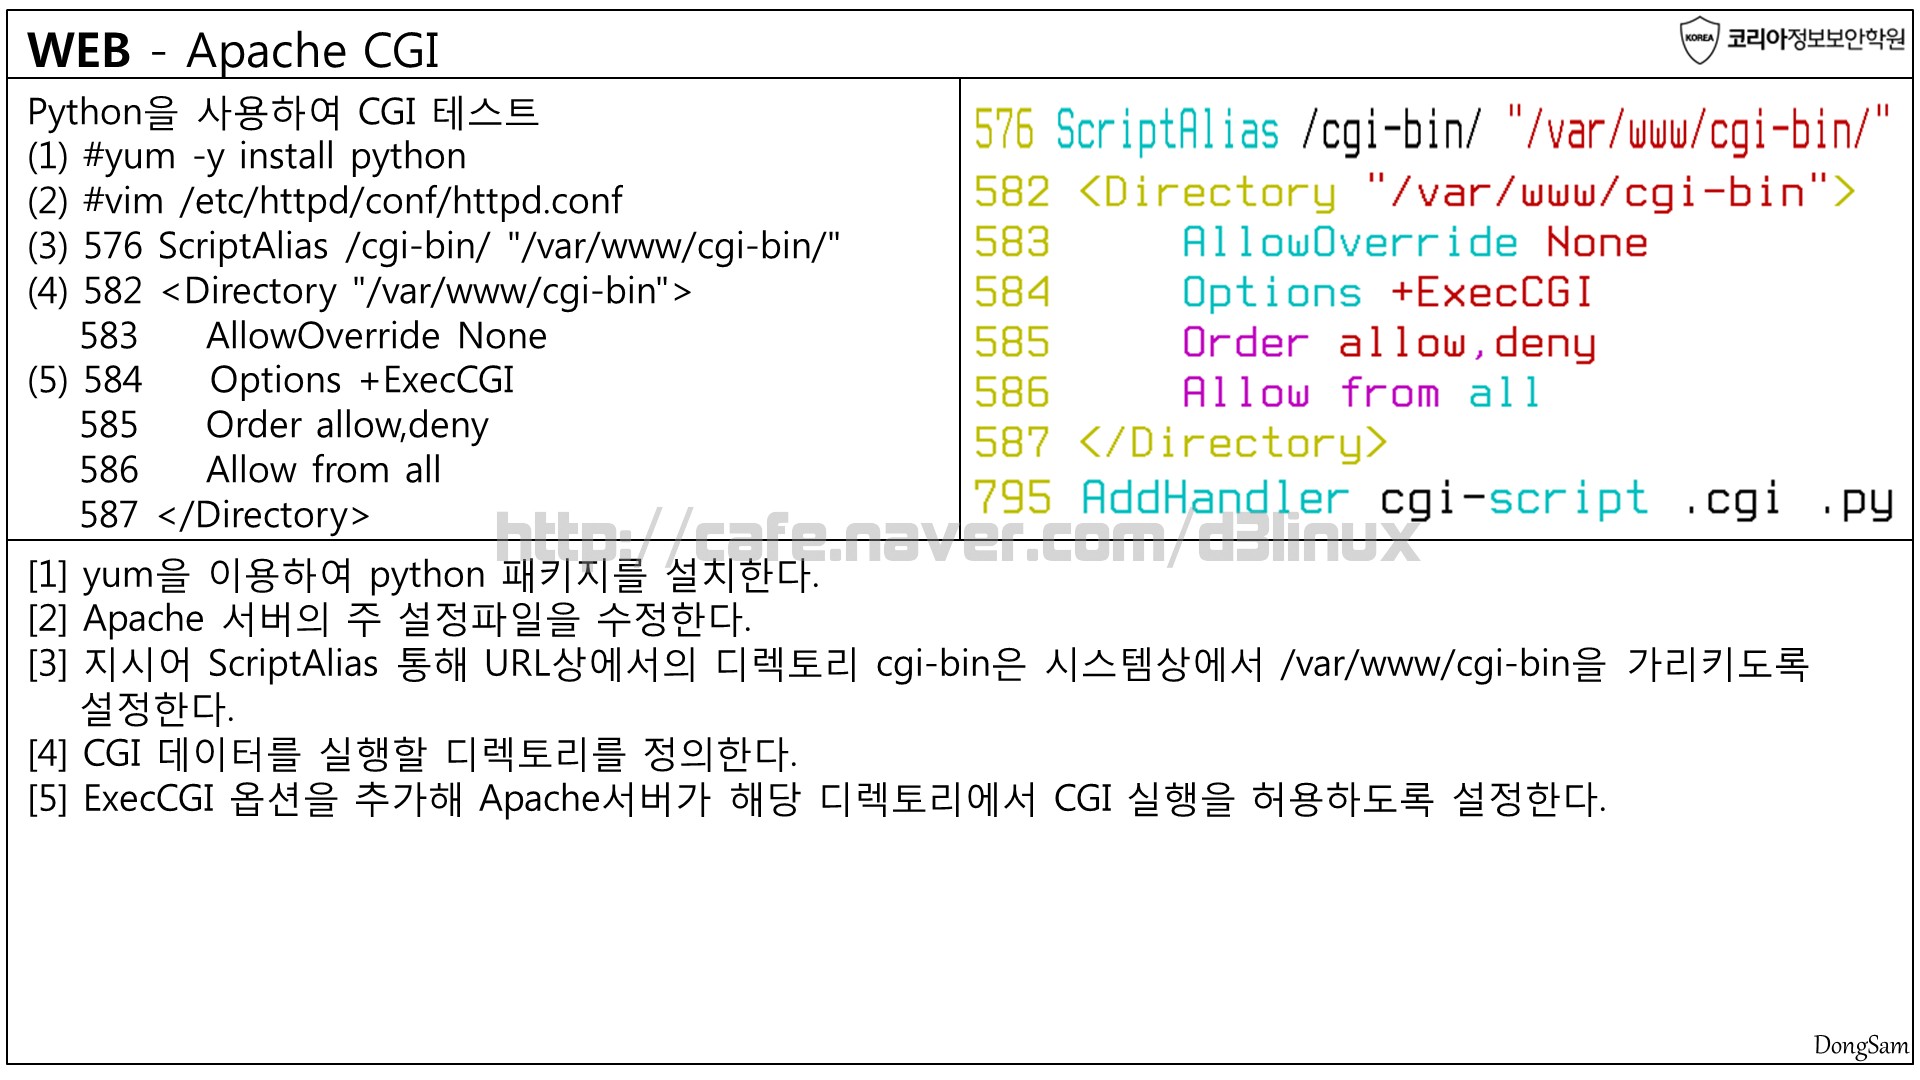 WEB - Apache CGI
KOREA 코리아정보보안학원
Python을 사용하여 CGI 테스트
(1) #yum -y install python
(2) #vim /etc/httpd/conf/httpd.conf
(3) 576 ScriptAlias /cgi-bin/ "/var/www/cgi-bin/"
(4) 582 <Directory "/var/www/cgi-bin">
583 AllowOverride None
(5) 584 Options +ExecCGI
585 Order allow,deny
586 Allow from all
587 </Directory>
576 ScriptAlias /cgi-bin/ "/var/www/cgi-bin/"
582 <Directory "/var/www/cgi-bin">
583 AllowOverride None
584 Options +ExecCGI
585 Order allow,deny
586 Allow from all
587 </Directory>
795 AddHandler cgi-script .cgi .py
http://cafe.naver.com/d3linux
[1] yum을 이용하여 python 패키지를 설치한다.
[2] Apache 서버의 주 설정파일을 수정한다.
[3] 지시어 ScriptAlias 통해 URL상에서의 디렉토리 cgi-bin은 시스템상에서 /var/www/cgi-bin을 가리키도록
설정한다.
[4] CGI 데이터를 실행할 디렉토리를 정의한다.
[5] ExecCGI 옵션을 추가해 Apache서버가 해당 디렉토리에서 CGI 실행을 허용하도록 설정한다.
DongSam